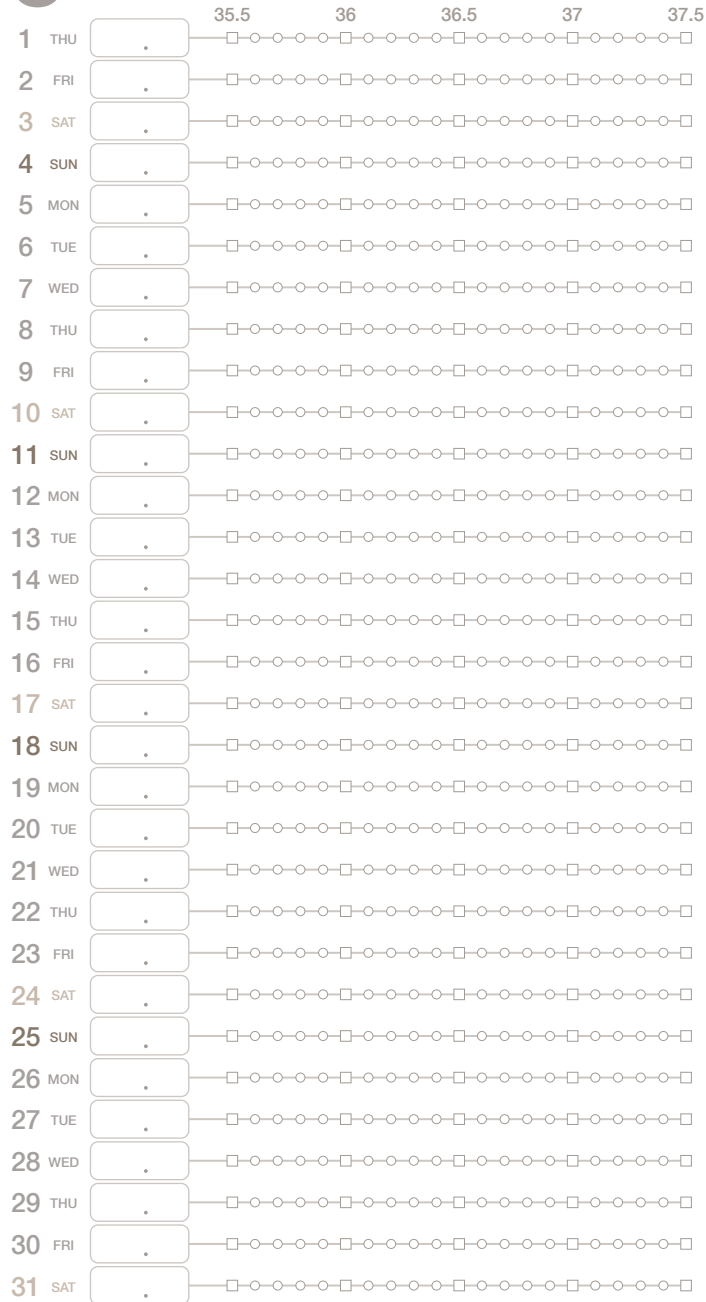 35.5 36 36.5 37 37.5
1 THU .
2 FRI .
3 SAT .
4 SUN .
5 MON .
6 TUE .
7 WED .
8 THU .
9 FRI .
10 SAT .
11 SUN .
12 MON .
13 TUE .
14 WED .
15 THU .
16 FRI .
17 SAT .
18 SUN .
19 MON .
20 TUE .
21 WED .
22 THU .
23 FRI .
24 SAT .
25 SUN .
26 MON .
27 TUE .
28 WED .
29 THU .
30 FRI .
31 SAT .